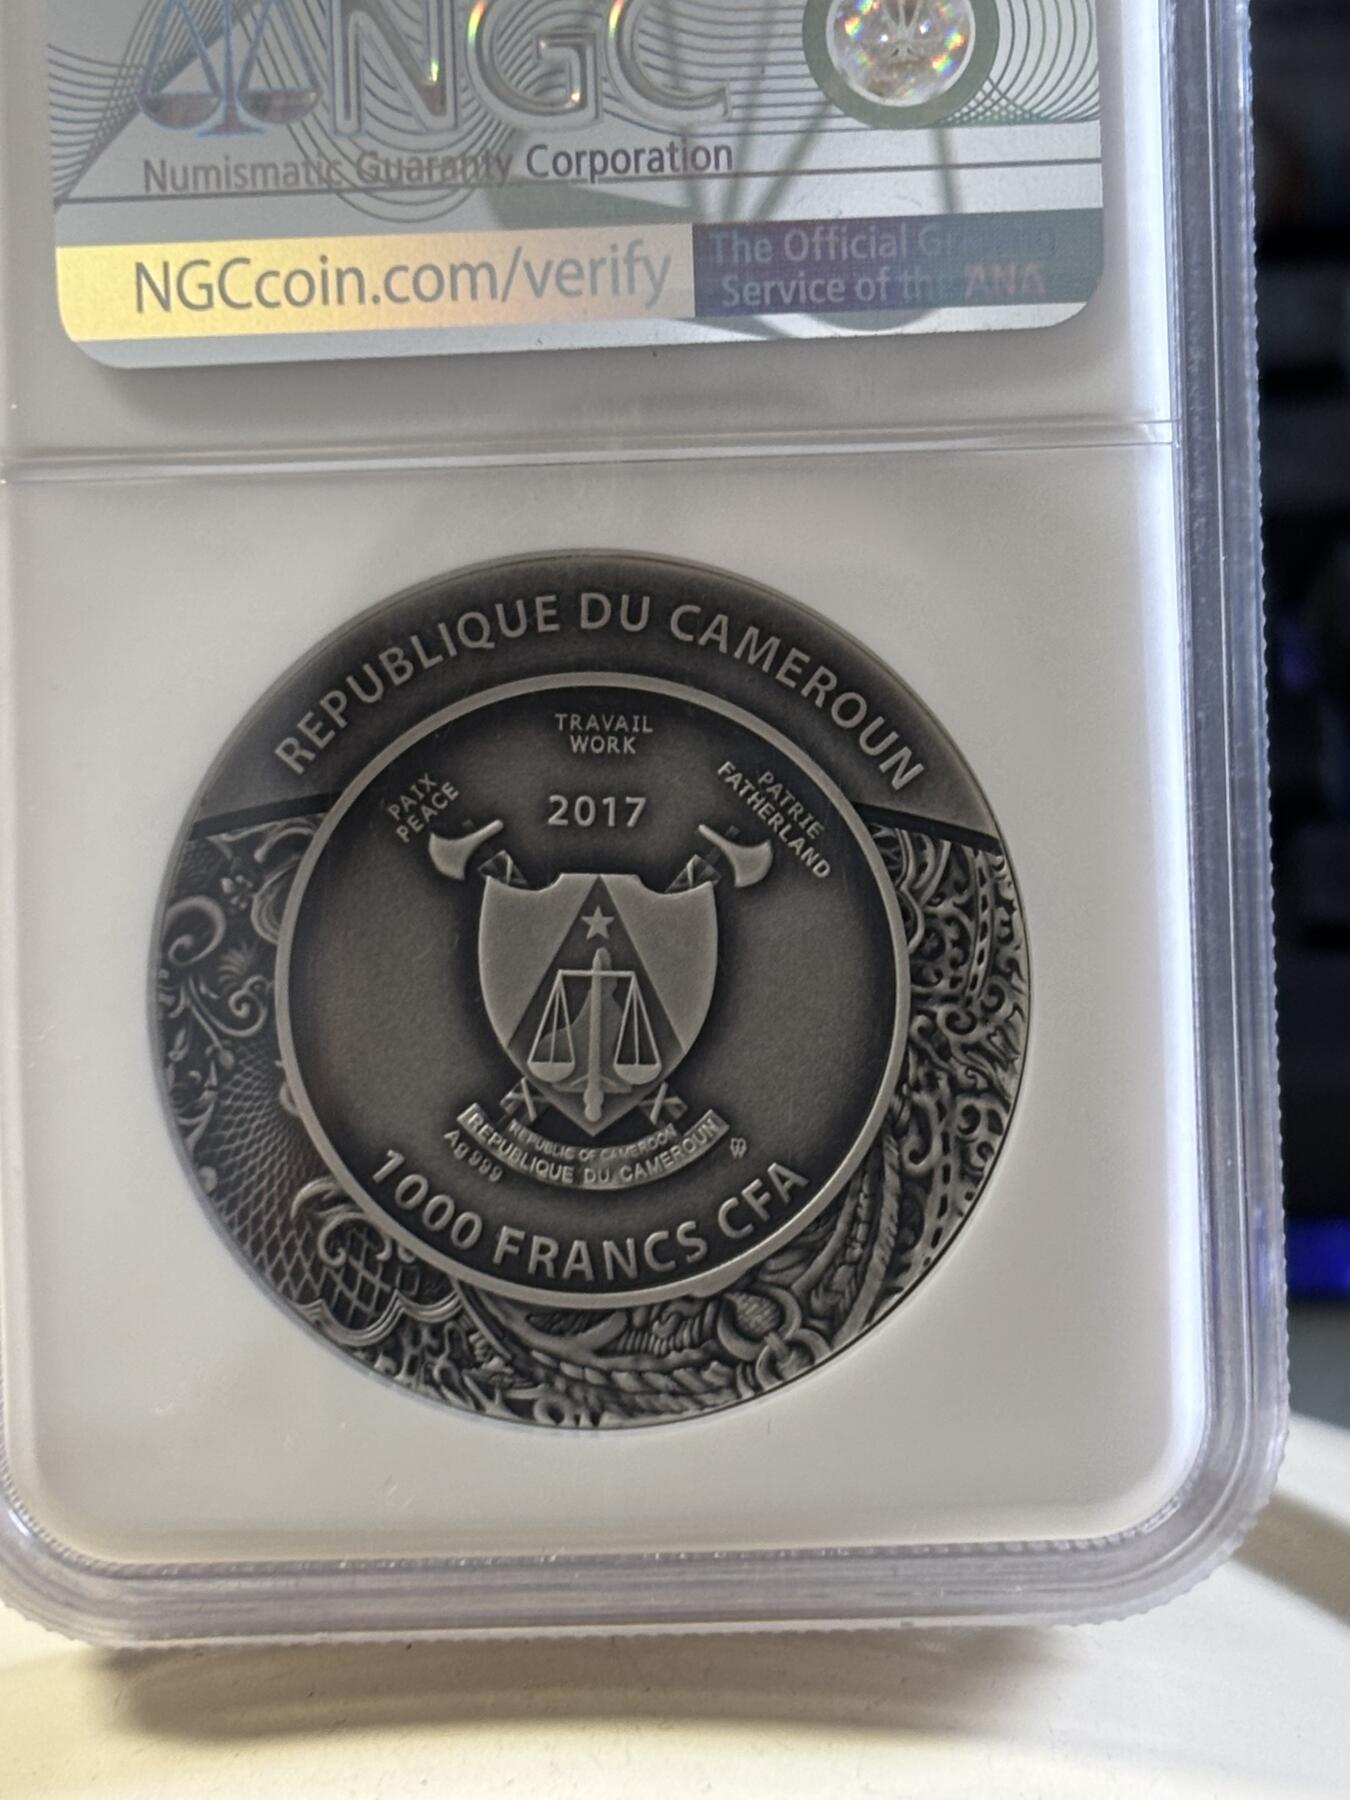 NGC
Numismatic Guaranty Corporation
NGCcoin.com/verify
The Official Grading
Service of the ANA
REPUBLIQUE DU CAMEROUN
TRAVAIL
WORK
PAIX
PEACE
PATRIE
FATHERLAND
2017
REPUBLIC OF CAMEROON
REPUBLIQUE DU CAMEROUN
Ag 999
1000 FRANCS CFA